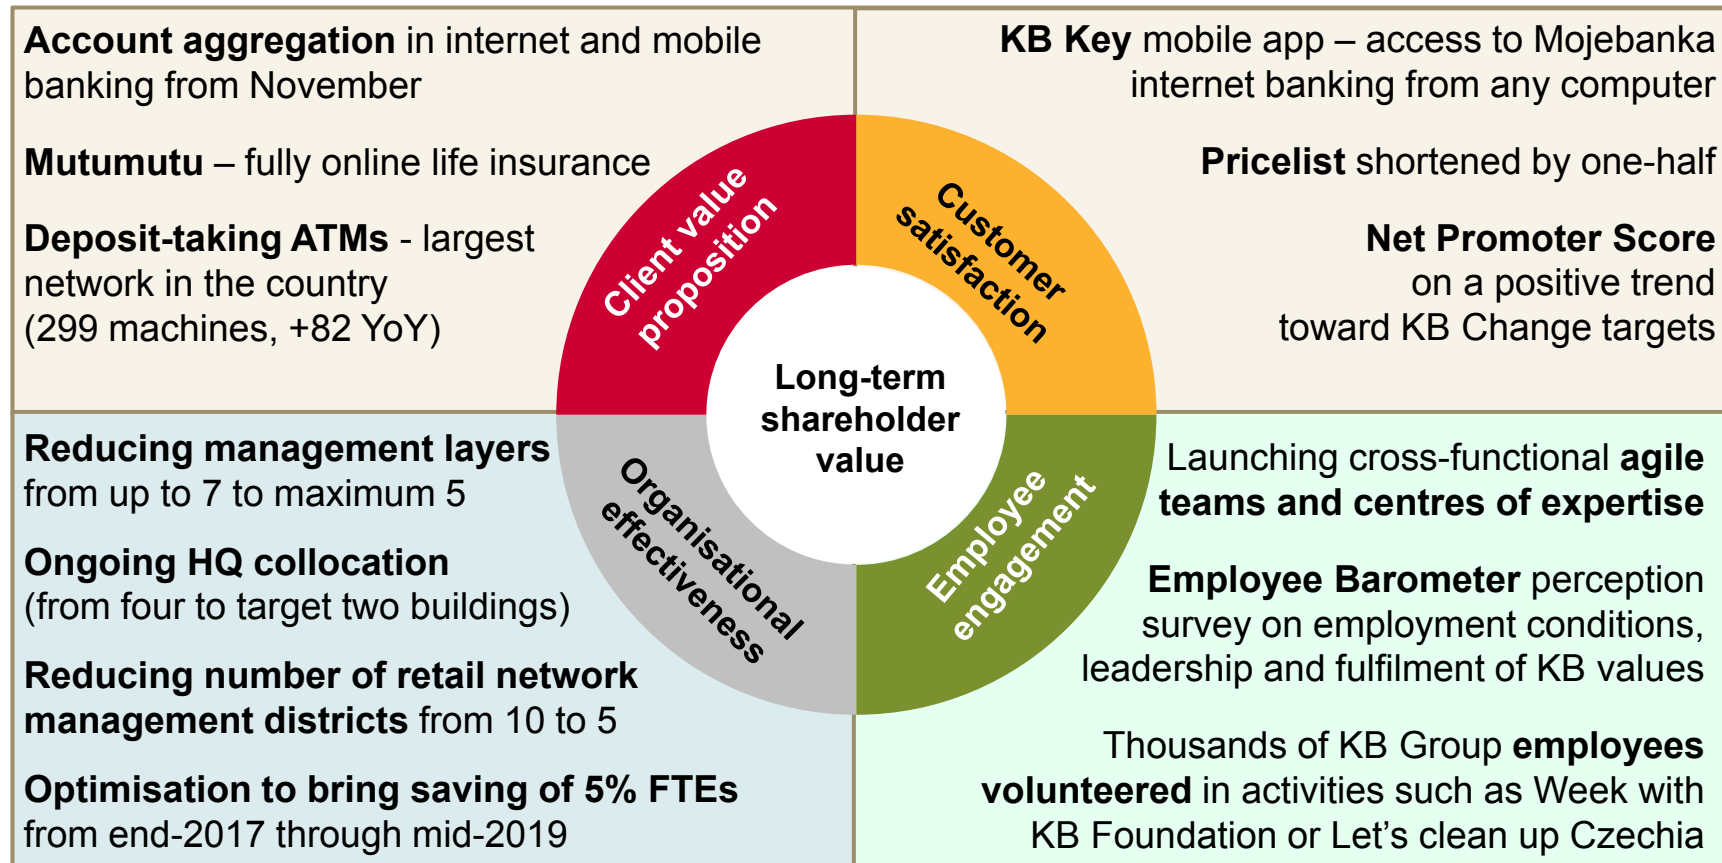 Account aggregation in internet and mobile
banking from November
Mutumutu – fully online life insurance
Deposit-taking ATMs - largest
network in the country
(299 machines, +82 YoY)
KB Key mobile app – access to Mojebanka
internet banking from any computer
Pricelist shortened by one-half
Net Promoter Score
on a positive trend
toward KB Change targets
Client value
proposition
Customer
satisfaction
Long-term
shareholder
value
Organisational
effectiveness
Employee
engagement
Reducing management layers
from up to 7 to maximum 5
Ongoing HQ collocation
(from four to target two buildings)
Reducing number of retail network
management districts from 10 to 5
Optimisation to bring saving of 5% FTEs
from end-2017 through mid-2019
Launching cross-functional agile
teams and centres of expertise
Employee Barometer perception
survey on employment conditions,
leadership and fulfilment of KB values
Thousands of KB Group employees
volunteered in activities such as Week with
KB Foundation or Let's clean up Czechia